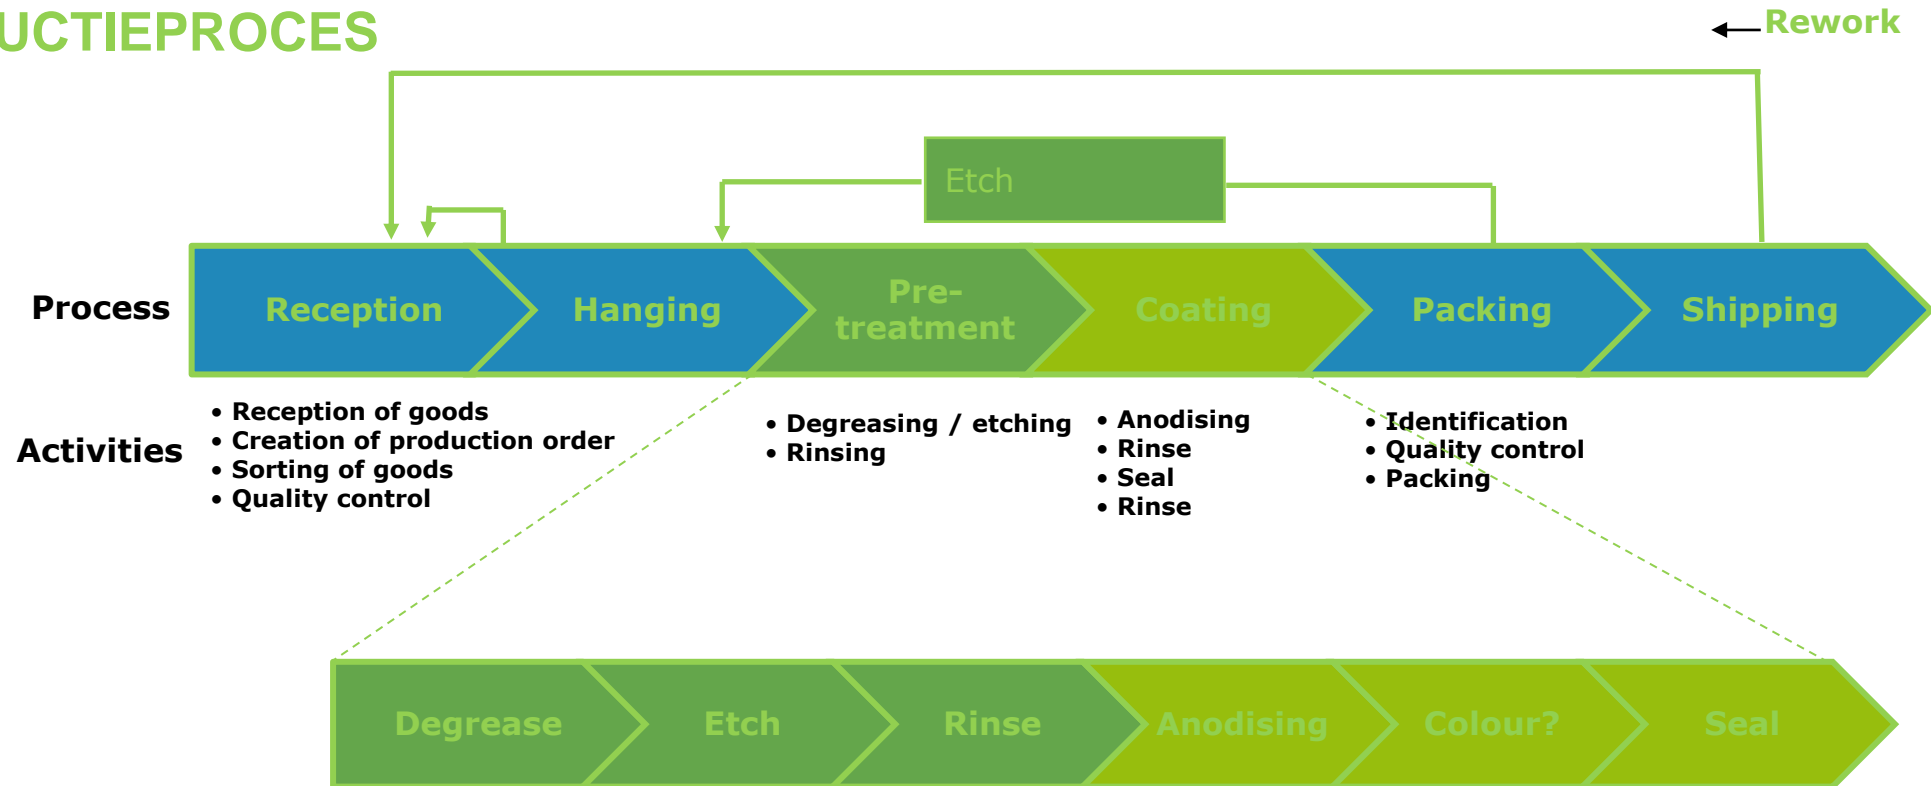 UCTIEPROCES
Rework
Etch
Process
Reception
Hanging
Pre-
treatment
Coating
Packing
Shipping
Activities
• Reception of goods
• Creation of production order
• Sorting of goods
• Quality control
• Degreasing / etching
• Rinsing
• Anodising
• Rinse
• Seal
• Rinse
• Identification
• Quality control
• Packing
Degrease
Etch
Rinse
Anodising
Colour?
Seal